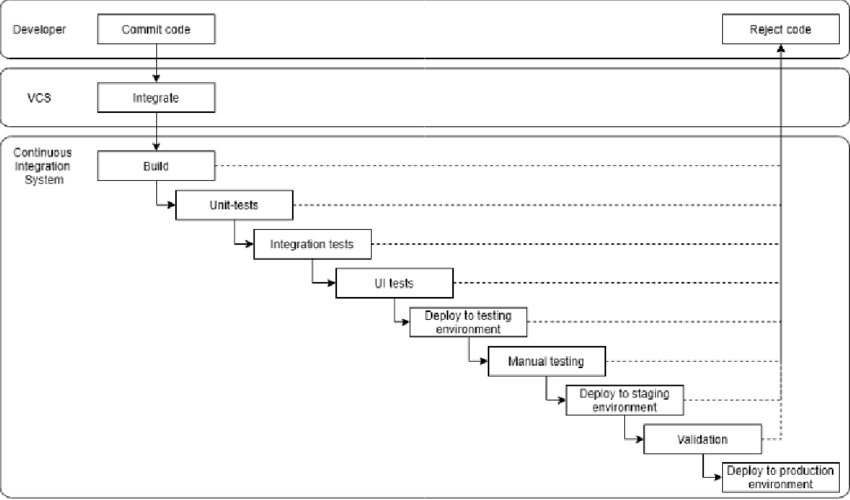 Developer
Commit code
Reject code
VCS
Integrate
Continuous
Integration
System
Build
Unit-tests
Integration tests
UI tests
Deploy to testing
environment
Manual testing
Deploy to staging
environment
Validation
Deploy to production
environment